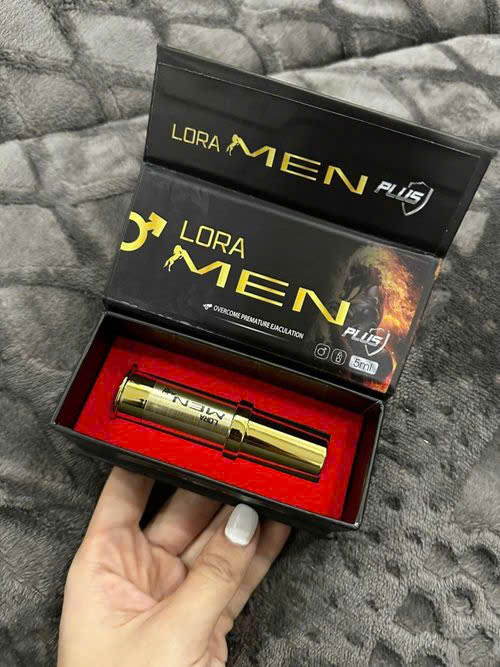 LORA MEN PLUS
LORA
MEN
PLUS
OVERCOME PREMATURE EJACULATION
5ml
LORA
MEN